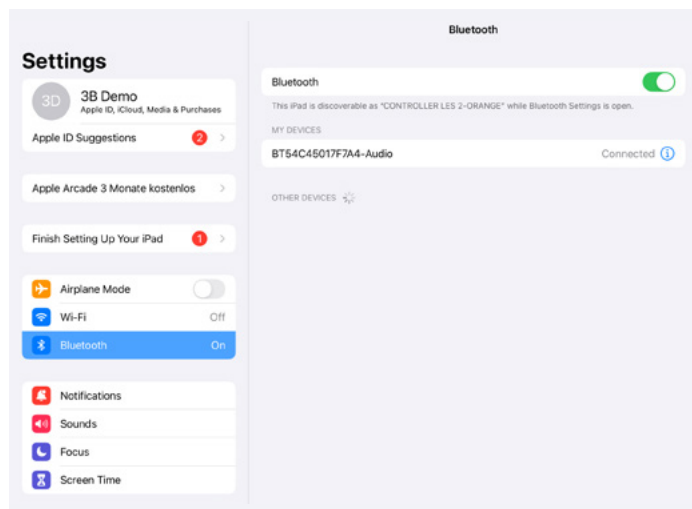 Settings
3D
3B Demo
Apple ID, iCloud, Media & Purchases
Apple ID Suggestions 2
Apple Arcade 3 Monate kostenlos
Finish Setting Up Your iPad 1
Airplane Mode
Wi-Fi Off
Bluetooth On
Notifications
Sounds
Focus
Screen Time
Bluetooth
Bluetooth
This iPad is discoverable as "CONTROLLER LES 2-ORANGE" while Bluetooth Settings is open.
MY DEVICES
BT54C45017F7A4-Audio Connected
OTHER DEVICES